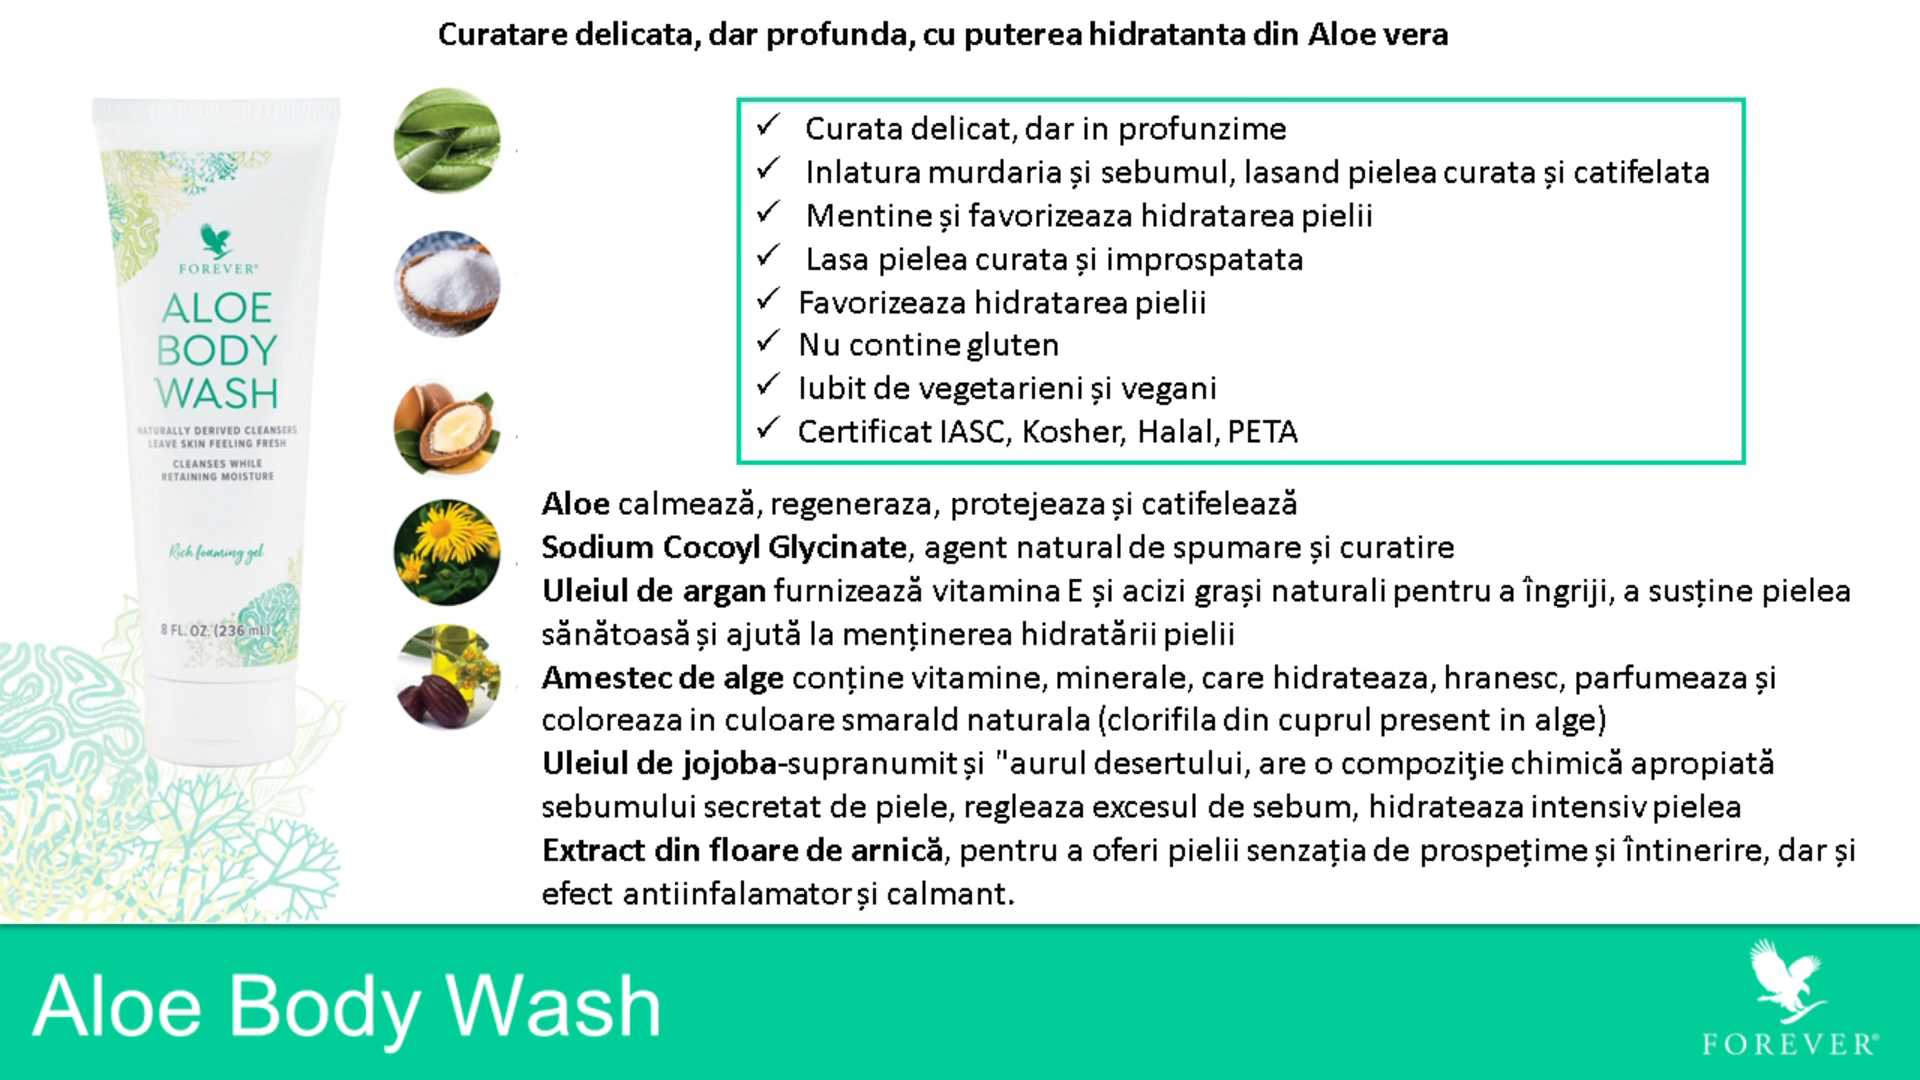 Curatare delicata, dar profunda, cu puterea hidratanta din Aloe vera
FOREVER®
ALOE
BODY
WASH
NATURALLY DERIVED CLEANSERS
LEAVE SKIN FEELING FRESH
CLEANSES WHILE
RETAINING MOISTURE
Rich foaming gel
8 FL. OZ. (236 mL)
✓ Curata delicat, dar in profunzime
✓ Inlatura murdaria și sebumul, lasand pielea curata și catifelata
✓ Mentine și favorizeaza hidratarea pielii
✓ Lasa pielea curata și improspatata
✓ Favorizeaza hidratarea pielii
✓ Nu contine gluten
✓ Iubit de vegetarieni și vegani
✓ Certificat IASC, Kosher, Halal, PETA
Aloe calmează, regeneraza, protejeaza și catifelează
Sodium Cocoyl Glycinate, agent natural de spumare și curatire
Uleiul de argan furnizează vitamina E și acizi grași naturali pentru a îngriji, a susține pielea
sănătoasă și ajută la menținerea hidratării pielii
Amestec de alge conține vitamine, minerale, care hidrateaza, hranesc, parfumeaza și
coloreaza in culoare smarald naturala (clorifila din cuprul present in alge)
Uleiul de jojoba-supranumit și "aurul desertului, are o compoziţie chimică apropiată
sebumului secretat de piele, regleaza excesul de sebum, hidrateaza intensiv pielea
Extract din floare de arnică, pentru a oferi pielii senzația de prospețime și întinerire, dar și
efect antiinfalamator și calmant.
Aloe Body Wash
FOREVER®